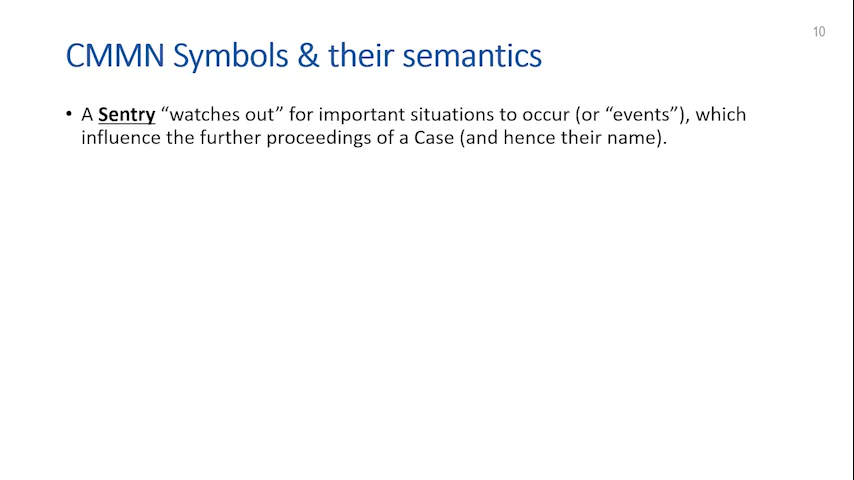 10
CMMN Symbols & their semantics
• A Sentry “watches out” for important situations to occur (or “events”), which
influence the further proceedings of a Case (and hence their name).